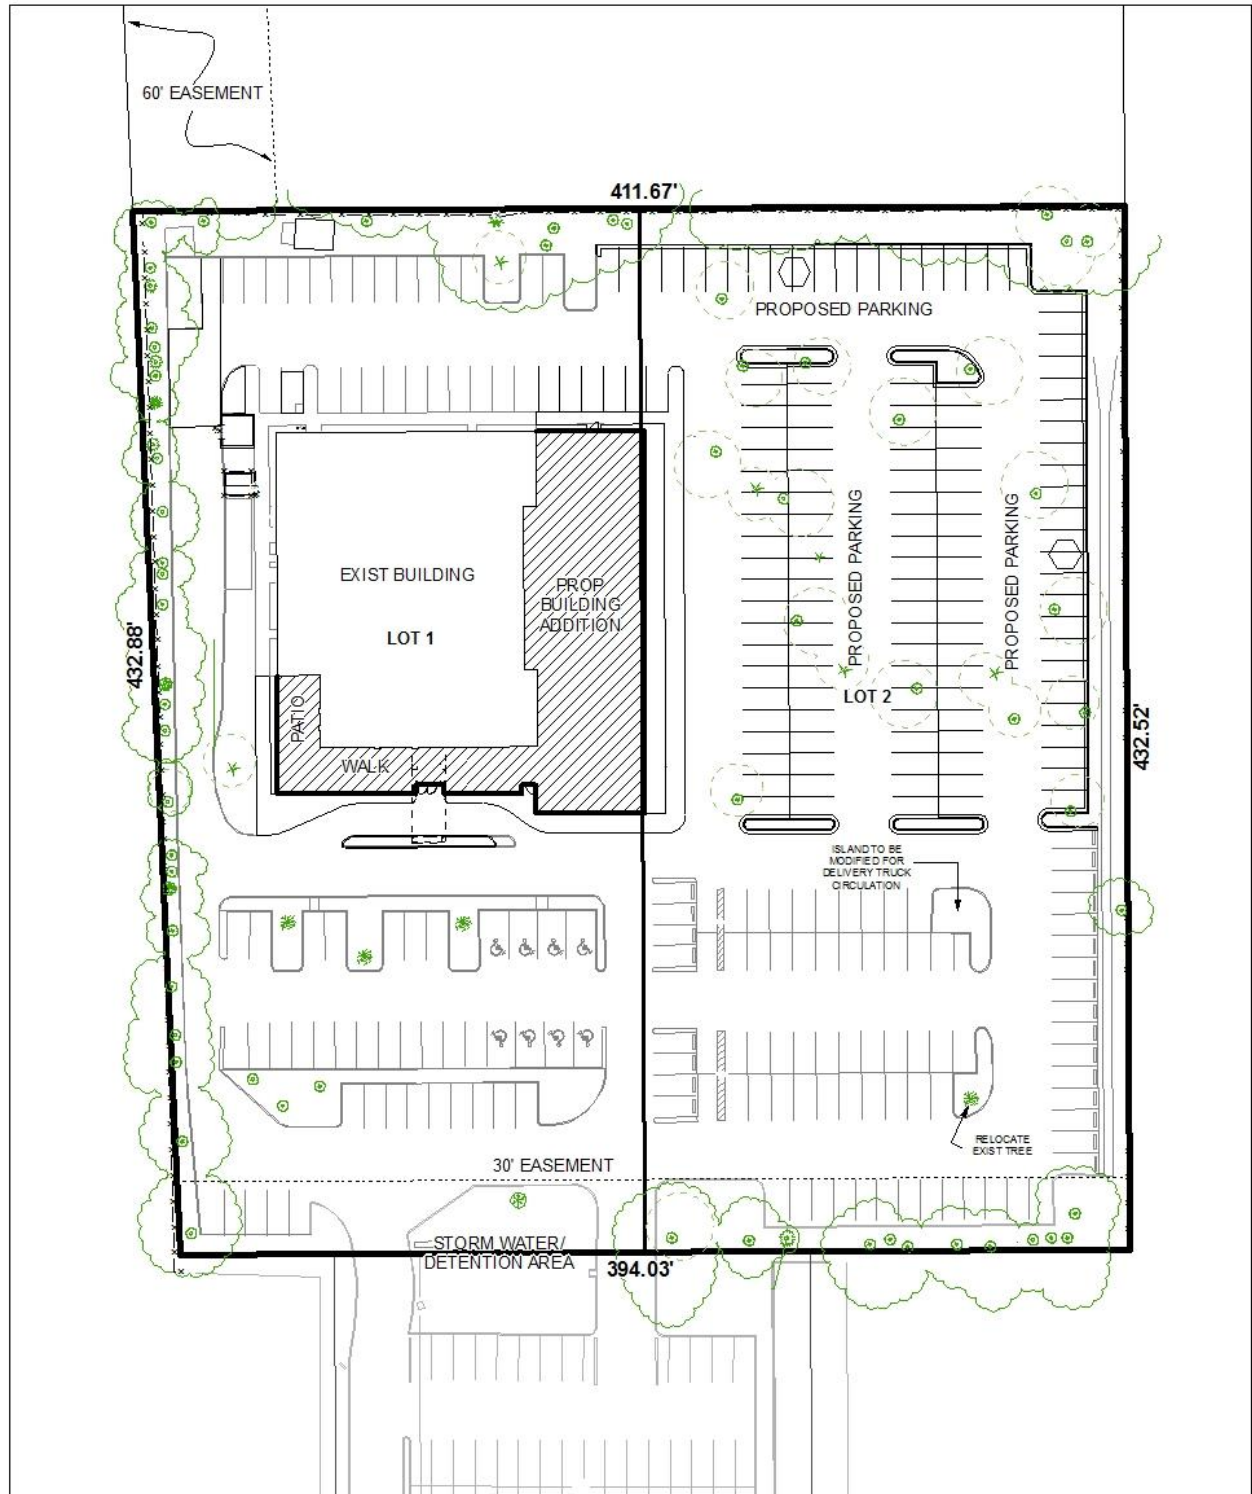 60' EASEMENT
411.67'
PROPOSED PARKING
EXIST BUILDING
LOT 1
PROP
BUILDING
ADDITION
PROPOSED PARKING
PROPOSED PARKING
432.88'
PATIO
WALK
LOT 2
432.52'
ISLAND TO BE
MODIFIED FOR
DELIVERY TRUCK
CIRCULATION
RELOCATE
EXIST TREE
30' EASEMENT
STORM WATER/
DETENTION AREA
394.03'